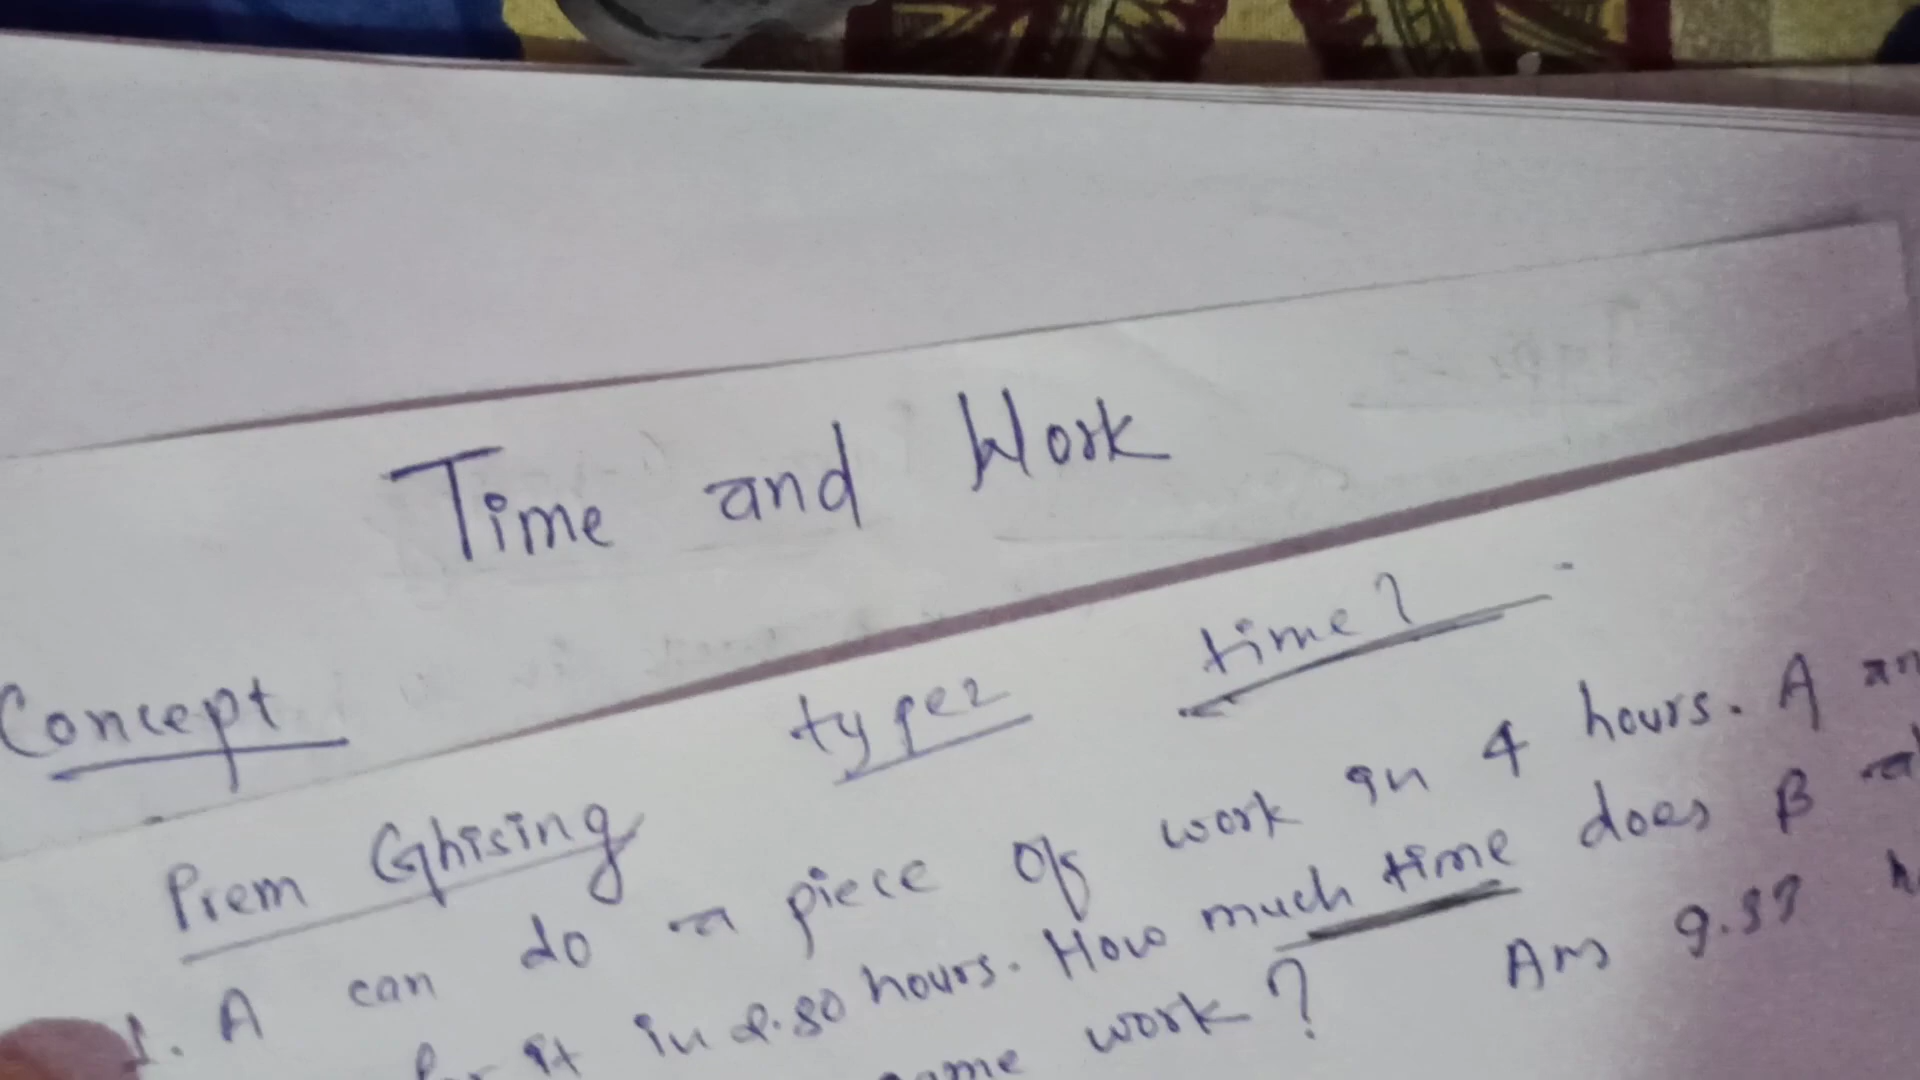 Time and Work
Concept
type2 time?
Prem Ghising
1. A can do a piece of work in 4 hours. A
it in 2.80 hours. How much time does B
work? Ans 9.33